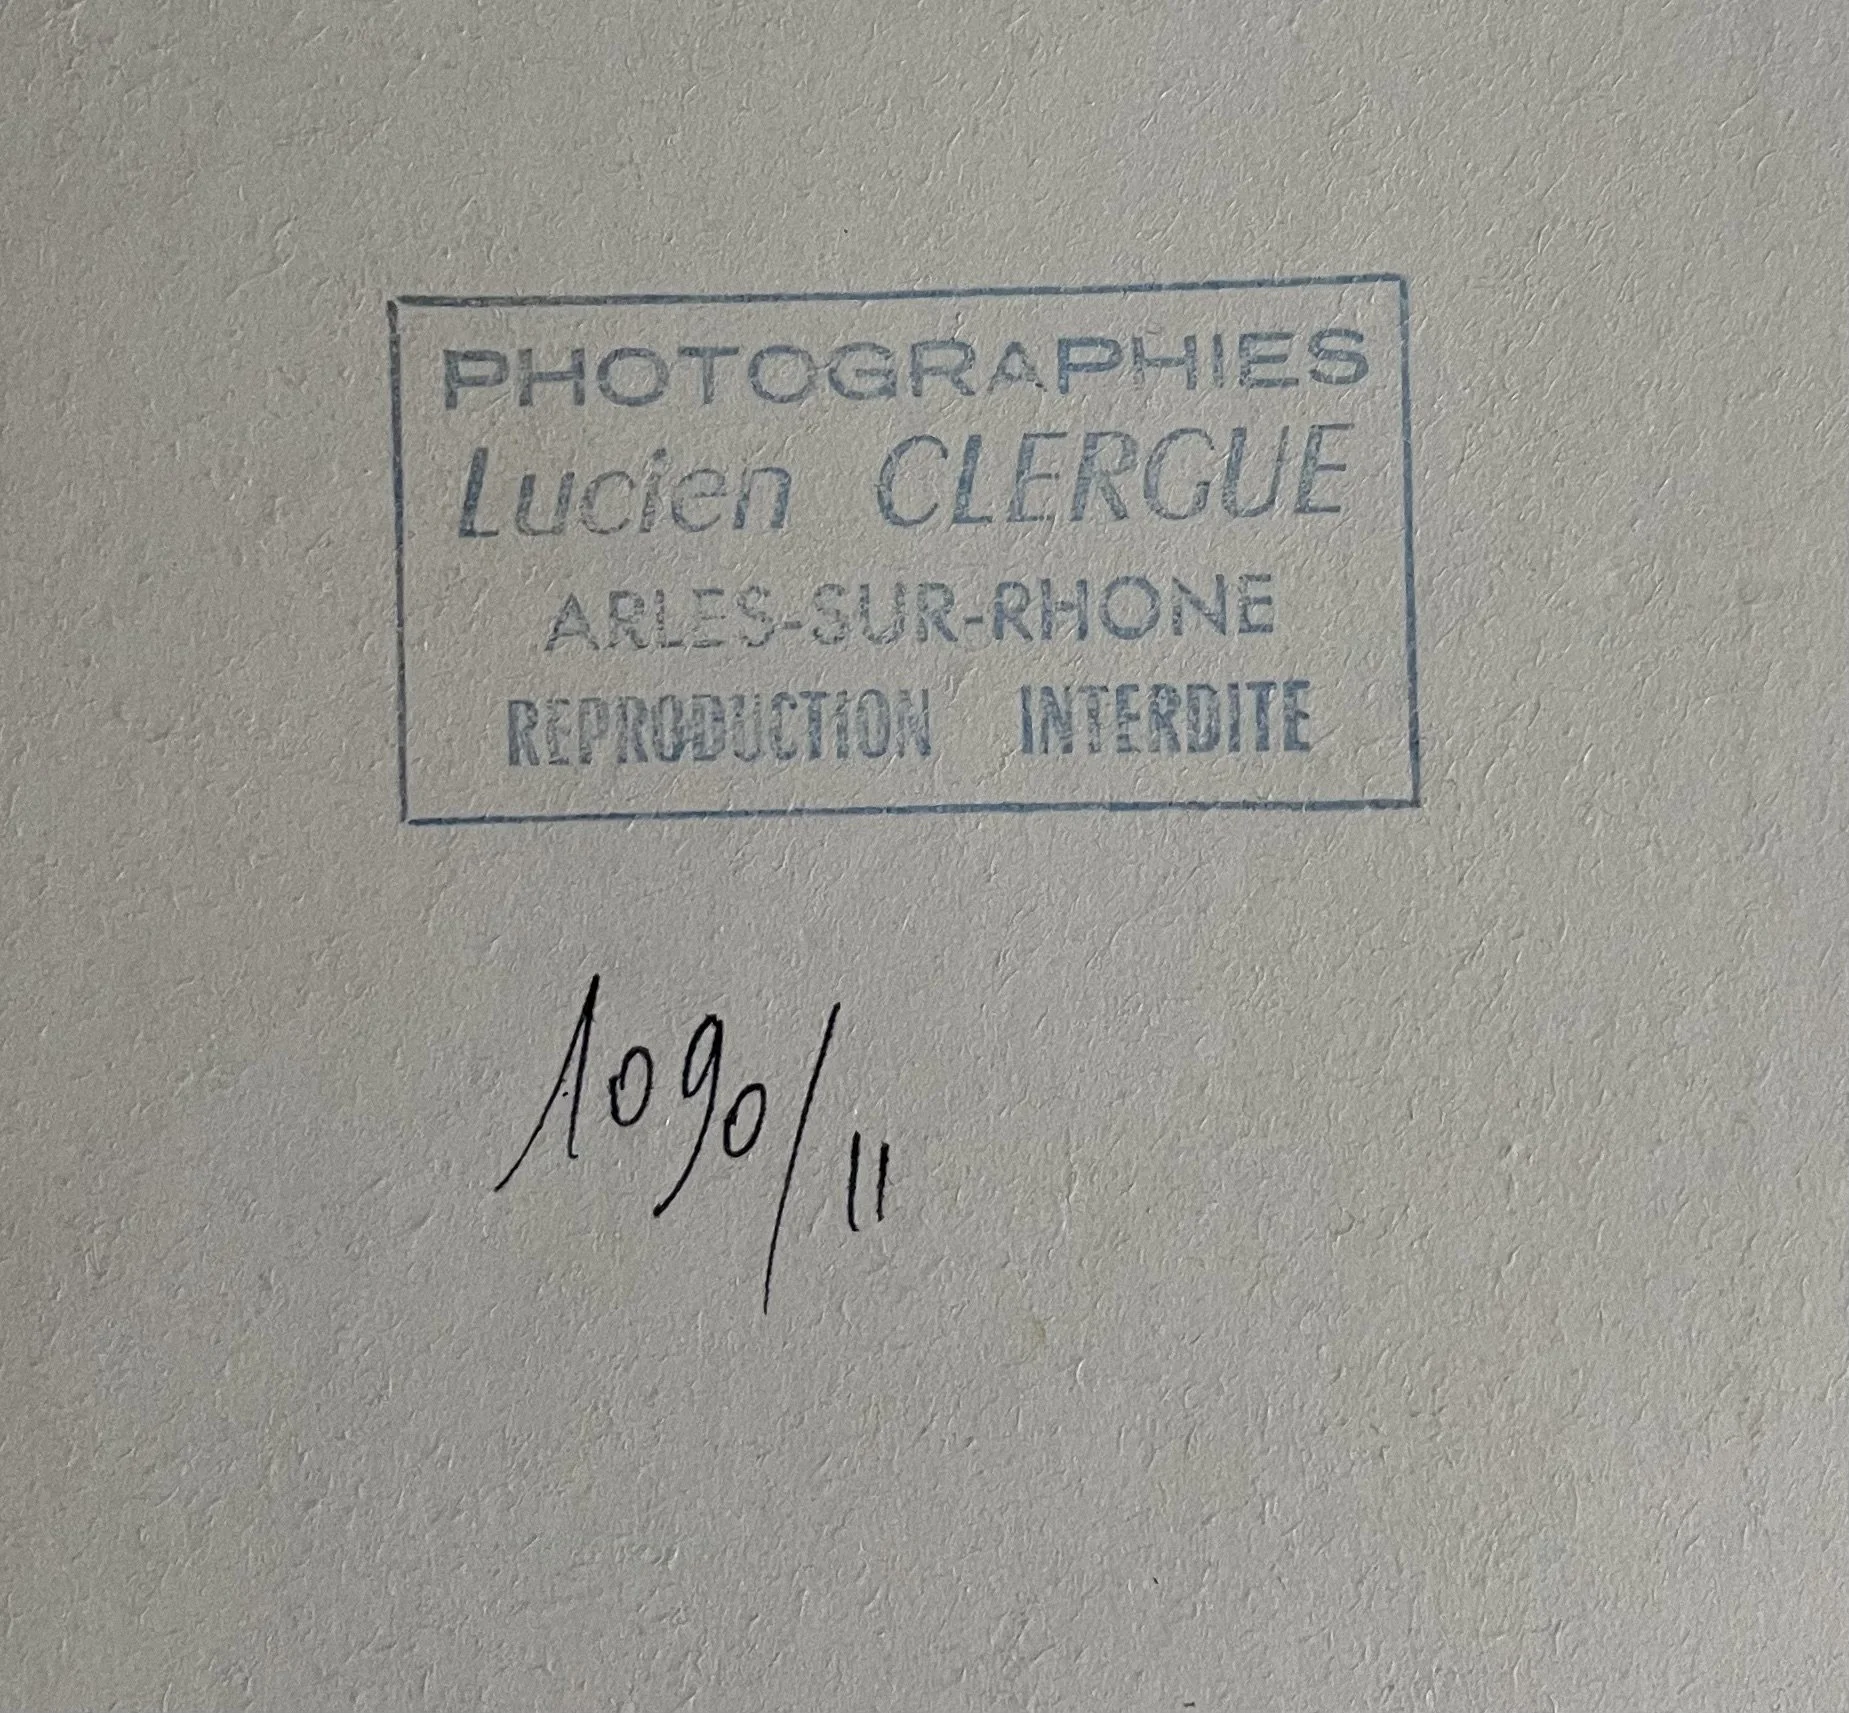 PHOTOGRAPHIES
Lucien CLERGUE
ARLES-SUR-RHONE
REPRODUCTION INTERDITE
1090/11